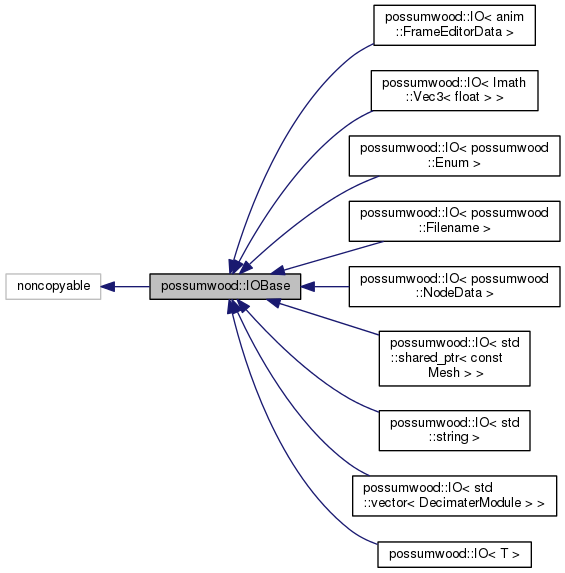 possumwood::IO< anim
::FrameEditorData >
possumwood::IO< Imath
::Vec3< float > >
possumwood::IO< possumwood
::Enum >
possumwood::IO< possumwood
::Filename >
noncopyable
possumwood::IOBase
possumwood::IO< possumwood
::NodeData >
possumwood::IO< std
::shared_ptr< const
Mesh > >
possumwood::IO< std
::string >
possumwood::IO< std
::vector< DecimaterModule > >
possumwood::IO< T >